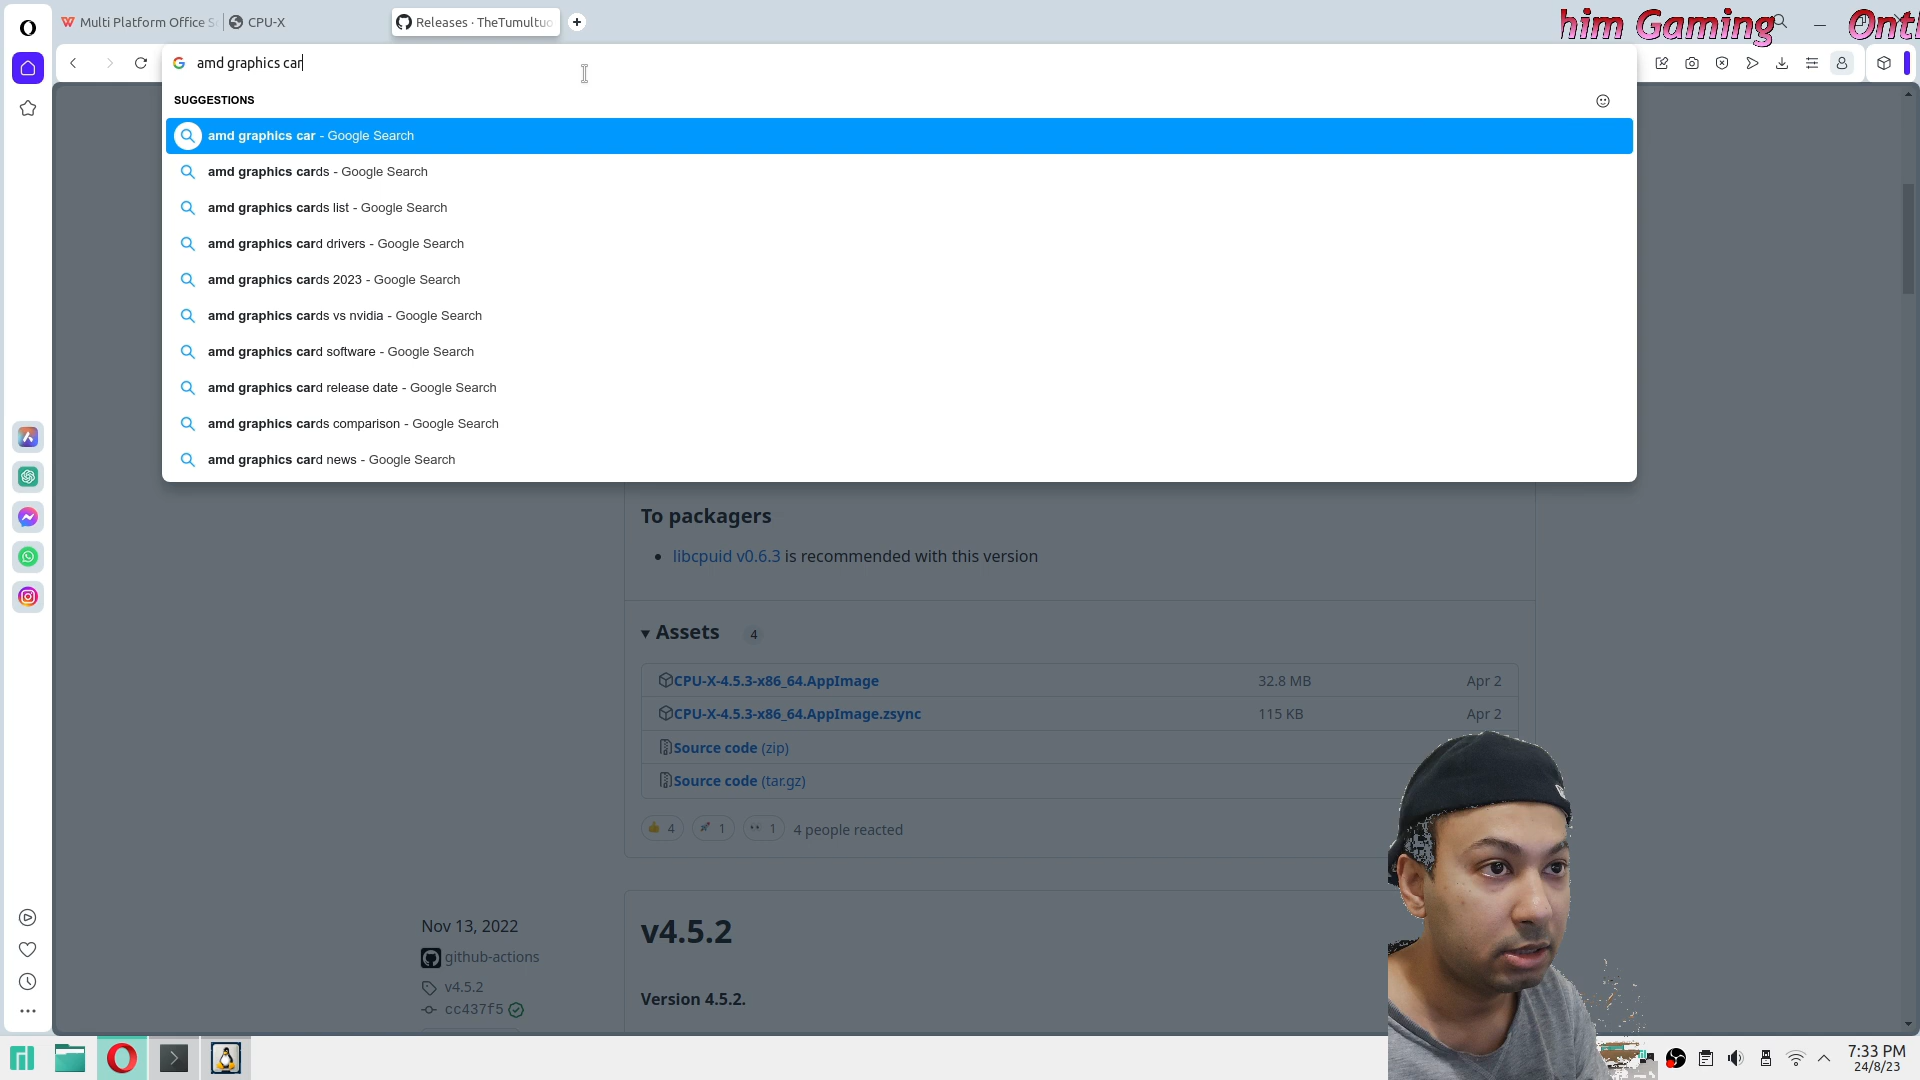 Multi Platform Office S
CPU-X
Releases · TheTumultuo
him Gaming
Ont
amd graphics car
SUGGESTIONS
amd graphics car - Google Search
amd graphics cards - Google Search
amd graphics cards list - Google Search
amd graphics card drivers - Google Search
amd graphics cards 2023 - Google Search
amd graphics cards vs nvidia - Google Search
amd graphics card software - Google Search
amd graphics card release date - Google Search
amd graphics cards comparison - Google Search
amd graphics card news - Google Search
To packagers
libcpuid v0.6.3 is recommended with this version
Assets 4
CPU-X-4.5.3-x86_64.AppImage 32.8 MB Apr 2
CPU-X-4.5.3-x86_64.AppImage.zsync 115 KB Apr 2
Source code (zip)
Source code (tar.gz)
4 1 1 4 people reacted
Nov 13, 2022
github-actions
v4.5.2
cc437f5
v4.5.2
Version 4.5.2.
7:33 PM
24/8/23